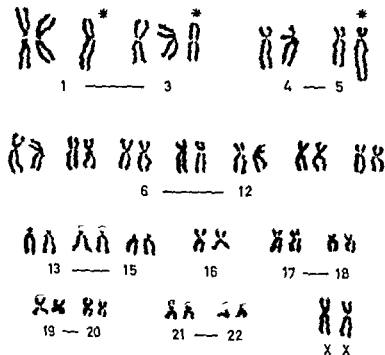 * *
1 —— 3 4 — 5
6 —— 12
13 —— 15 16 17 — 18
19 — 20 21 — 22 X X